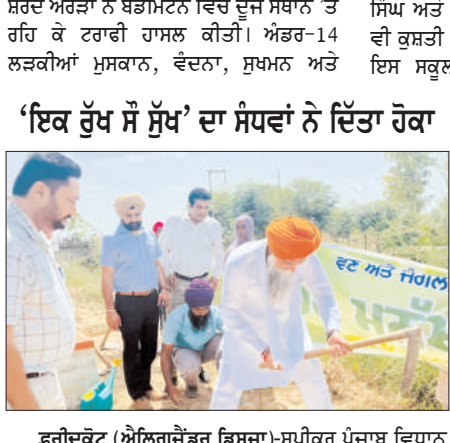 ਸ਼ਰਦ ਅਰੋੜਾ ਨੇ ਬੈਡਮਿੰਟਨ ਵਿੱਚ ਦੂਜੇ ਸਥਾਨ 'ਤੇ
ਰਹਿ ਕੇ ਟਰਾਫੀ ਹਾਸਲ ਕੀਤੀ। ਅੰਡਰ-14
ਲੜਕੀਆਂ ਮੁਸਕਾਨ, ਵੰਦਨਾ, ਸੁਖਮਨ ਅਤੇ
ਸਿੰਘ ਅਤੇ
ਵੀ ਕੁਸ਼ਤੀ
ਇਸ ਸਕੂਲ
‘ਇਕ ਰੁੱਖ ਸੌ ਸੁੱਖ’ ਦਾ ਸੰਧਵਾਂ ਨੇ ਦਿੱਤਾ ਹੋਕਾ
ਵਣ ਅਤੇ ਜੰਗਲ
ਫਰੀਦਕੋਟ (ਐਲਿਗਜੈਂਡਰ ਡਿਸੂਜਾ)-ਸਪੀਕਰ ਪੰਜਾਬ ਵਿਧਾਨ